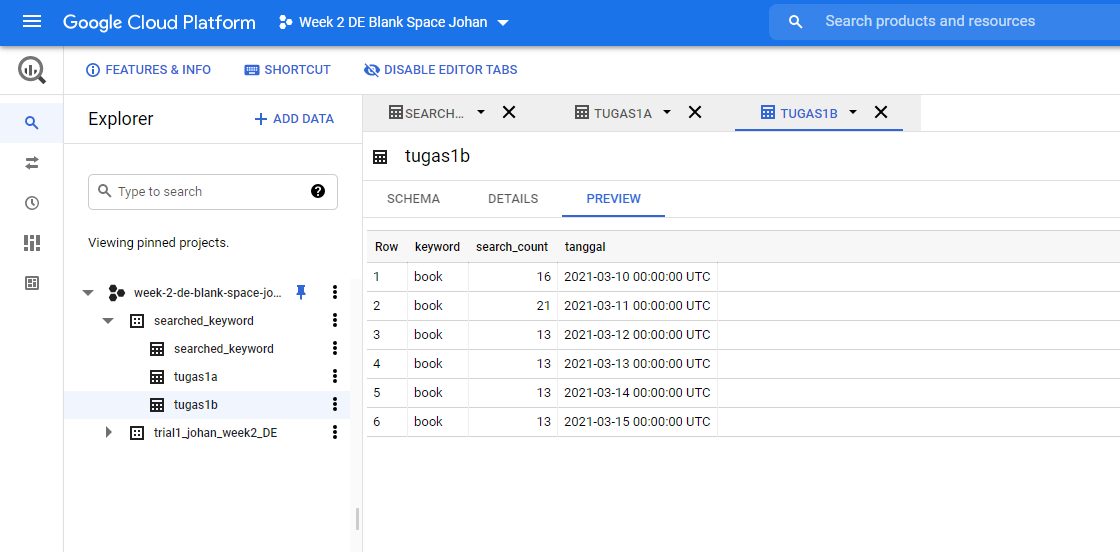 Google Cloud Platform
Week 2 DE Blank Space Johan
Search products and resources
FEATURES & INFO
SHORTCUT
DISABLE EDITOR TABS
Explorer
ADD DATA
SEARCH...
TUGAS1A
TUGAS1B
tugas1b
Type to search
?
SCHEMA
DETAILS
PREVIEW
Viewing pinned projects.
Row keyword search_count tanggal
1 book 16 2021-03-10 00:00:00 UTC
2 book 21 2021-03-11 00:00:00 UTC
3 book 13 2021-03-12 00:00:00 UTC
4 book 13 2021-03-13 00:00:00 UTC
5 book 13 2021-03-14 00:00:00 UTC
6 book 13 2021-03-15 00:00:00 UTC
week-2-de-blank-space-jo...
searched_keyword
searched_keyword
tugas1a
tugas1b
trial1_johan_week2_DE